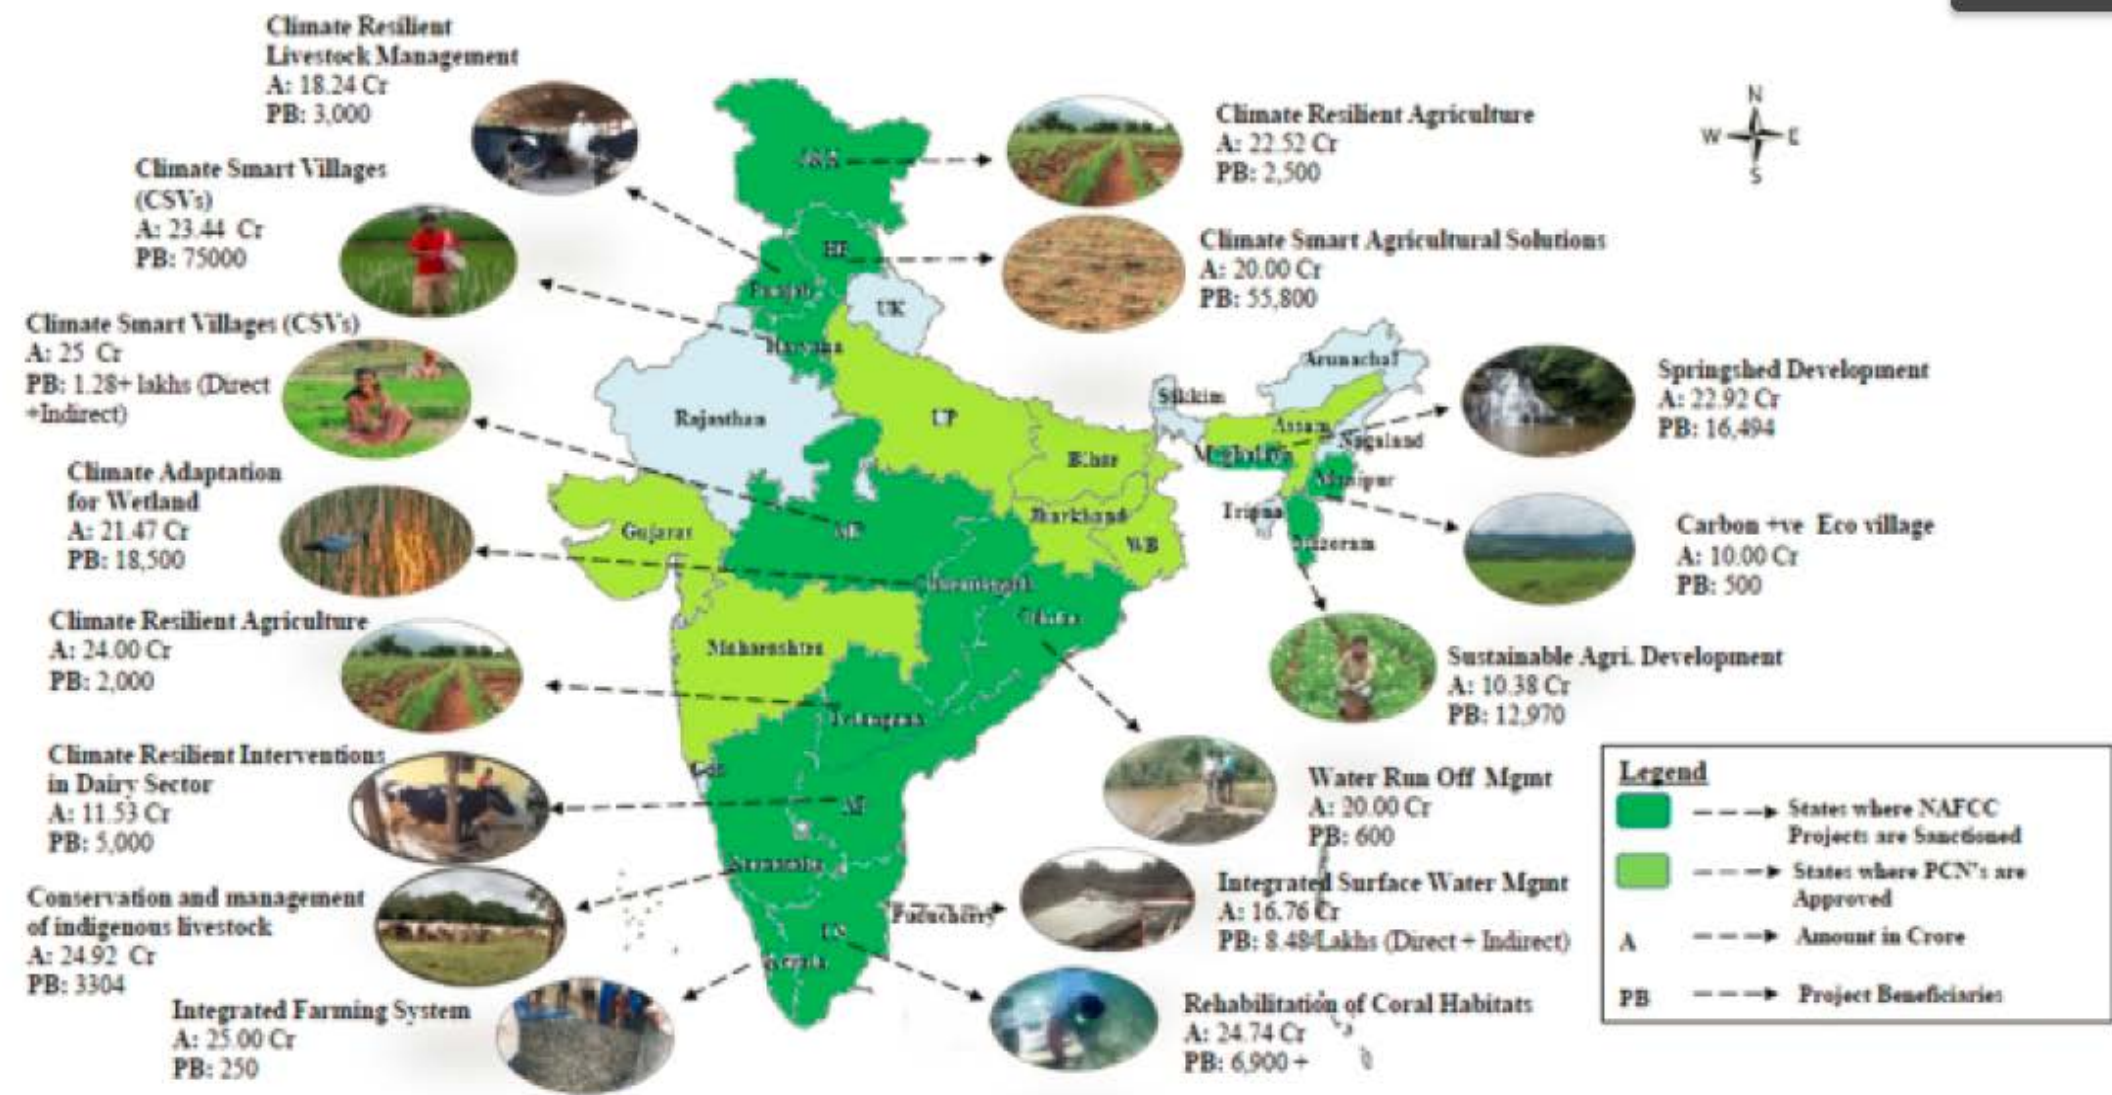 Climate Resilient
Livestock Management
A: 18.24 Cr
PB: 3,000
Climate Smart Villages
(CSVs)
A: 23.44 Cr
PB: 75000
Climate Smart Villages (CSVs)
A: 25 Cr
PB: 1.28+ lakhs (Direct
+Indirect)
Climate Adaptation
for Wetland
A: 21.47 Cr
PB: 18,500
Climate Resilient Agriculture
A: 24.00 Cr
PB: 2,000
Climate Resilient Interventions
in Dairy Sector
A: 11.53 Cr
PB: 5,000
Conservation and management
of indigenous livestock
A: 24.92 Cr
PB: 3304
Integrated Farming System
A: 25.00 Cr
PB: 250
J&K
HP
Punjab
UK
Haryana
Rajasthan
UP
Bihar
Sikkim
Arunachal
Assam
Nagaland
Meghalaya
Manipur
Tripua
Mizoram
Jharkhand
WB
Gujarat
MP
Maharashtra
Telangana
Goa
AP
Karnataka
Puducherry
TN
Kerala
Climate Resilient Agriculture
A: 22.52 Cr
PB: 2,500
Climate Smart Agricultural Solutions
A: 20.00 Cr
PB: 55,800
N
W
E
S
Springshed Development
A: 22.92 Cr
PB: 16,494
Carbon +ve Eco village
A: 10.00 Cr
PB: 500
Sustainable Agri. Development
A: 10.38 Cr
PB: 12,970
Water Run Off Mgmt
A: 20.00 Cr
PB: 600
Integrated Surface Water Mgmt
A: 16.76 Cr
PB: 8.48 Lakhs (Direct + Indirect)
Rehabilitation of Coral Habitats
A: 24.74 Cr
PB: 6,900 +
Legend
States where NAFCC
Projects are Sanctioned
States where PCN's are
Approved
A
Amount in Crore
PB
Project Beneficiaries